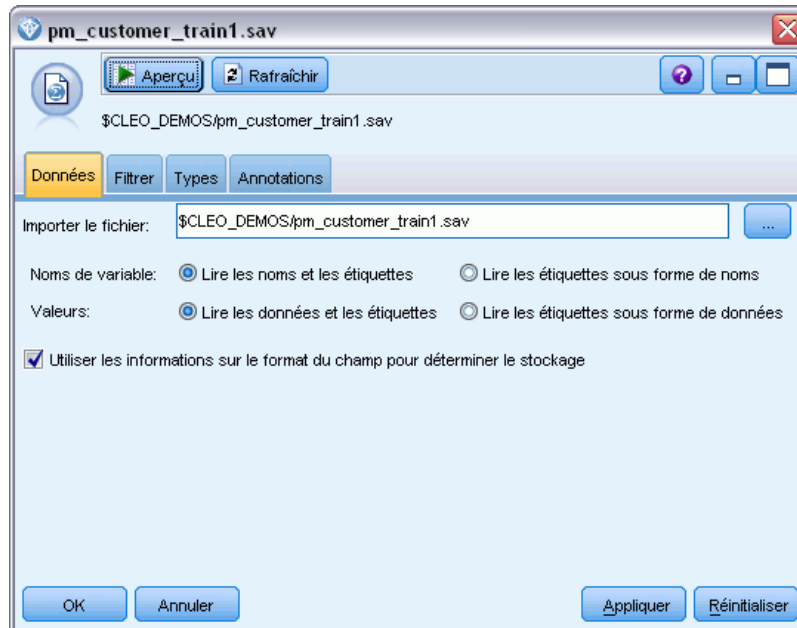 pm_customer_train1.sav
Aperçu Rafraîchir
$CLEO_DEMOS/pm_customer_train1.sav
Données Filtrer Types Annotations
Importer le fichier: $CLEO_DEMOS/pm_customer_train1.sav ...
Noms de variable: Lire les noms et les étiquettes Lire les étiquettes sous forme de noms
Valeurs: Lire les données et les étiquettes Lire les étiquettes sous forme de données
Utiliser les informations sur le format du champ pour déterminer le stockage
OK Annuler Appliquer Réinitialiser